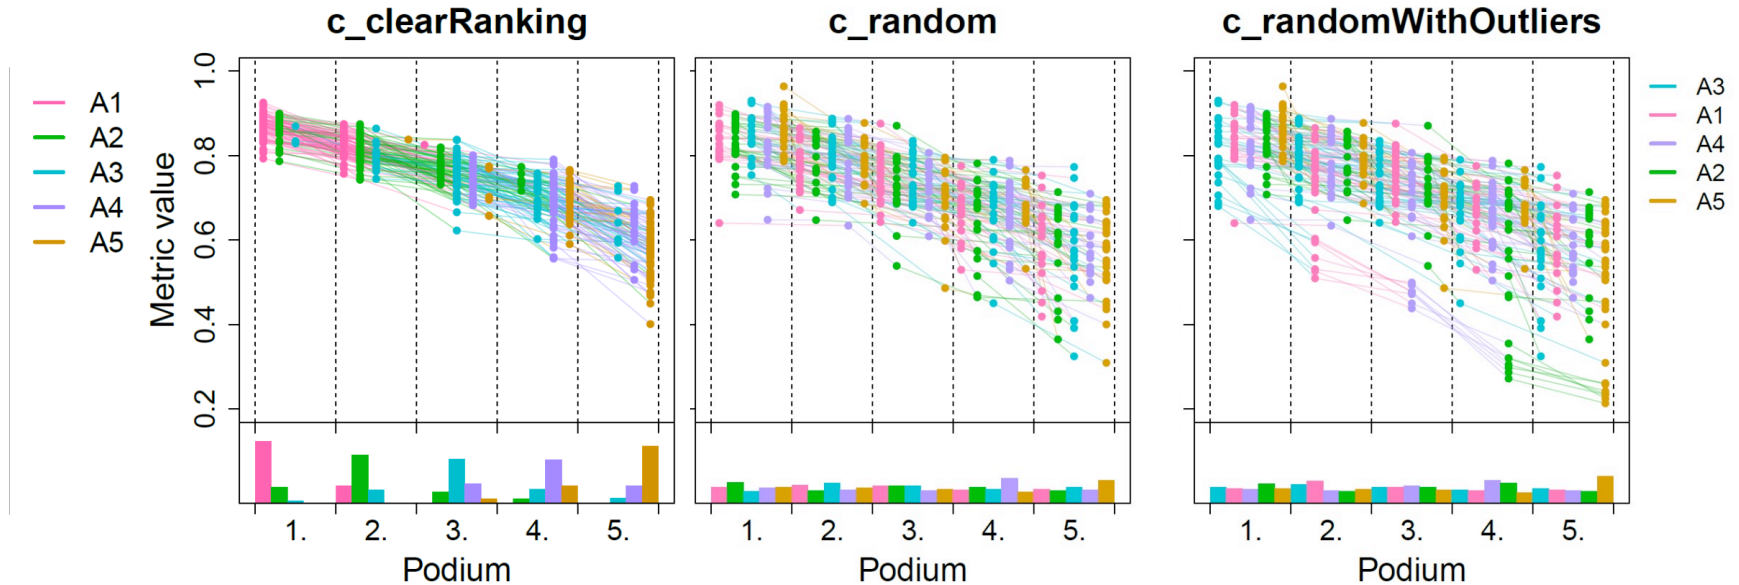 c_clearRanking
c_random
c_randomWithOutliers
A1
A2
A3
A4
A5
Metric value
1.0
0.8
0.6
0.4
0.2
A3
A1
A4
A2
A5
1. 2. 3. 4. 5.
1. 2. 3. 4. 5.
1. 2. 3. 4. 5.
Podium
Podium
Podium